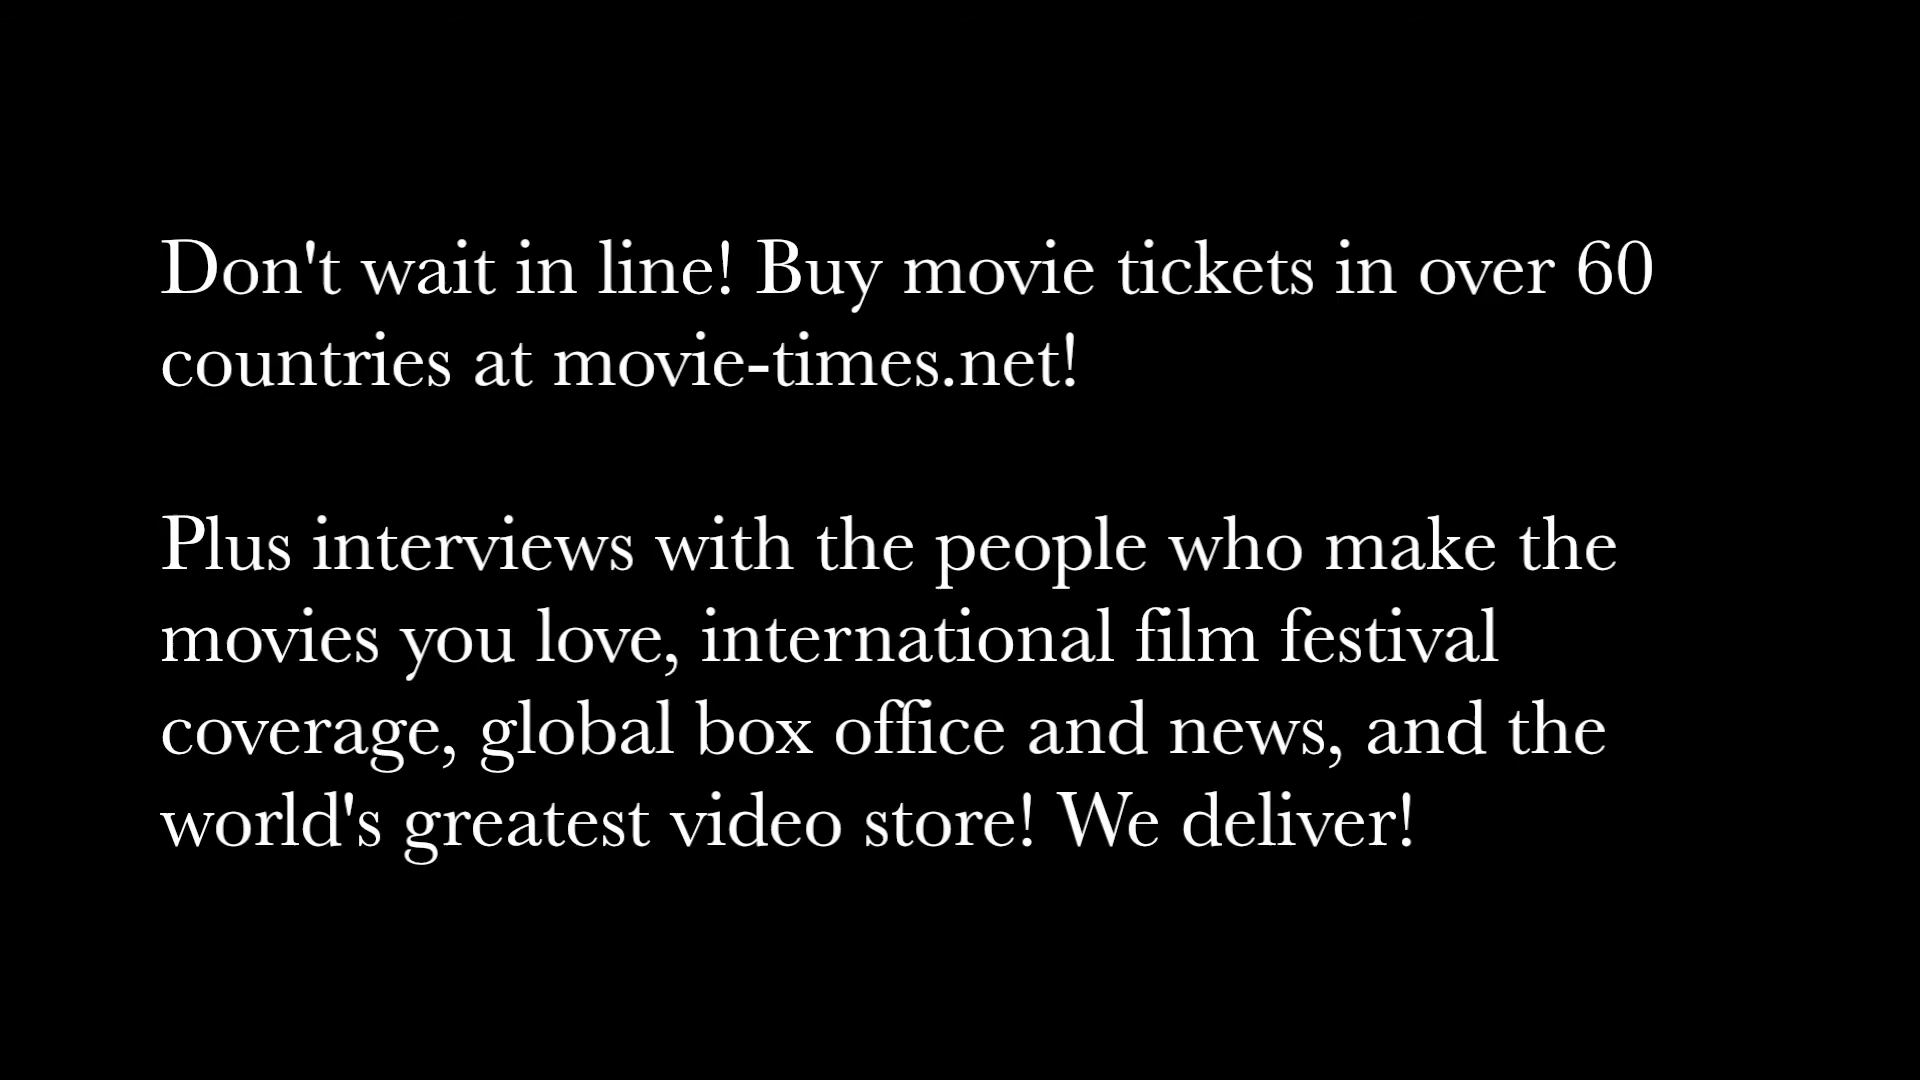 Don't wait in line! Buy movie tickets in over 60
countries at movie-times.net!
Plus interviews with the people who make the
movies you love, international film festival
coverage, global box office and news, and the
world's greatest video store! We deliver!